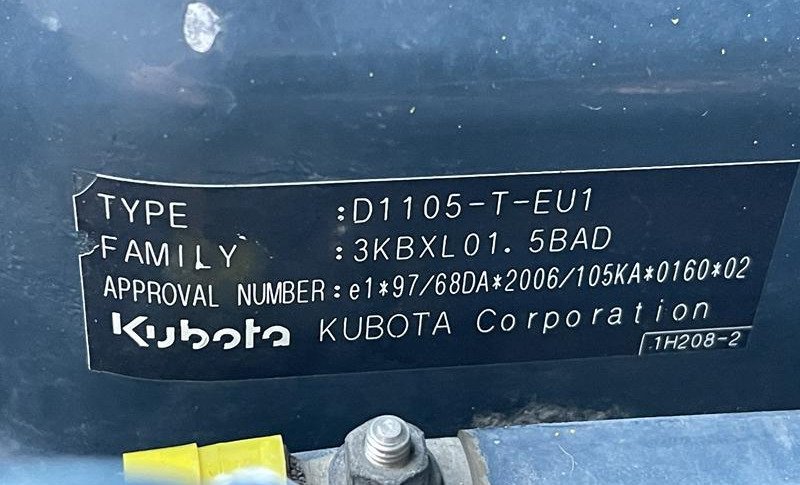 TYPE :D1105-T-EU1
FAMILY :3KBXL01.5BAD
APPROVAL NUMBER:e1*97/68DA*2006/105KA*0160*02
Kubota KUBOTA Corporation
1H208-2